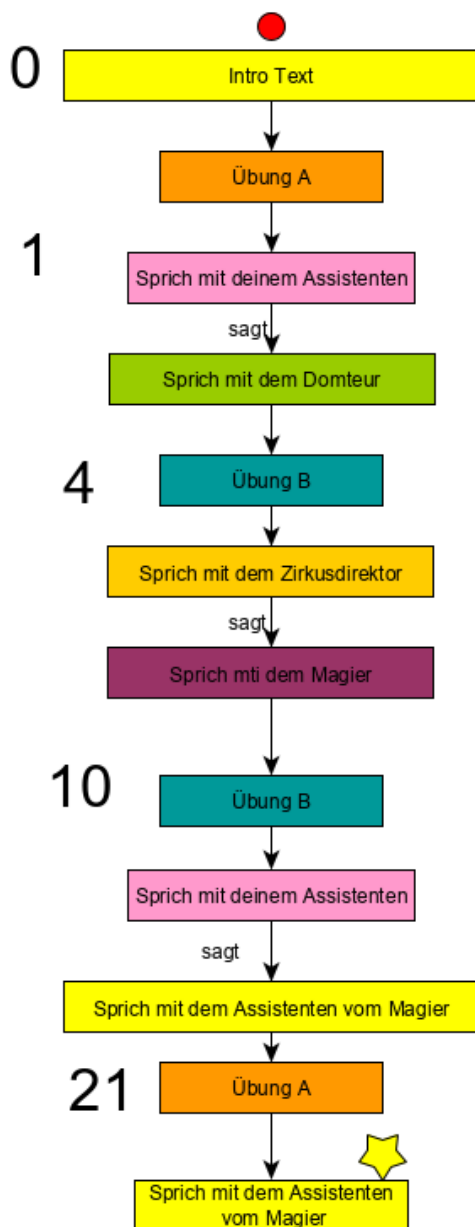 0
Intro Text
Übung A
1
Sprich mit deinem Assistenten
sagt
Sprich mit dem Domteur
4
Übung B
Sprich mit dem Zirkusdirektor
sagt
Sprich mti dem Magier
10
Übung B
Sprich mit deinem Assistenten
sagt
Sprich mit dem Assistenten vom Magier
21
Übung A
Sprich mit dem Assistenten
vom Magier